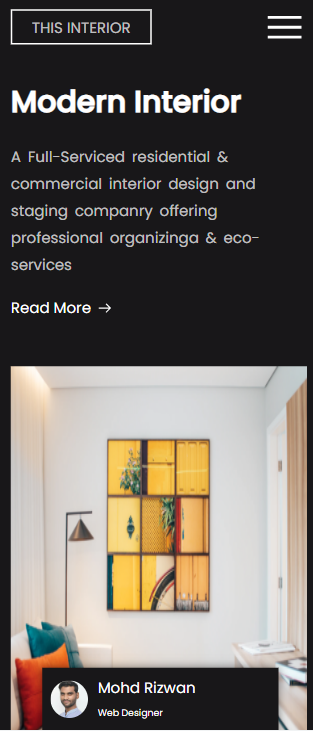 THIS INTERIOR
Modern Interior
A Full-Serviced residential &
commercial interior design and
staging companry offering
professional organizinga & eco-
services
Read More →
Mohd Rizwan
Web Designer